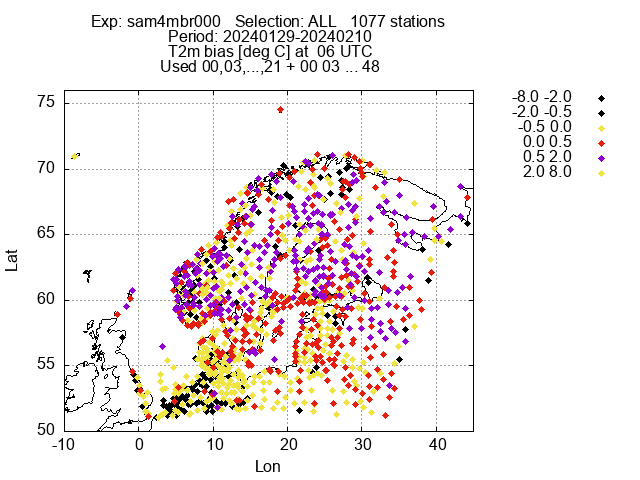 Exp: sam4mbr000   Selection: ALL   1077 stations
Period: 20240129-20240210
T2m bias [deg C] at  06 UTC
Used 00,03,...,21 + 00 03 ... 48
-8.0 -2.0
-2.0 -0.5
-0.5 0.0
0.0 0.5
0.5 2.0
2.0 8.0
75
70
65
60
55
50
Lat
-10 0 10 20 30 40
Lon